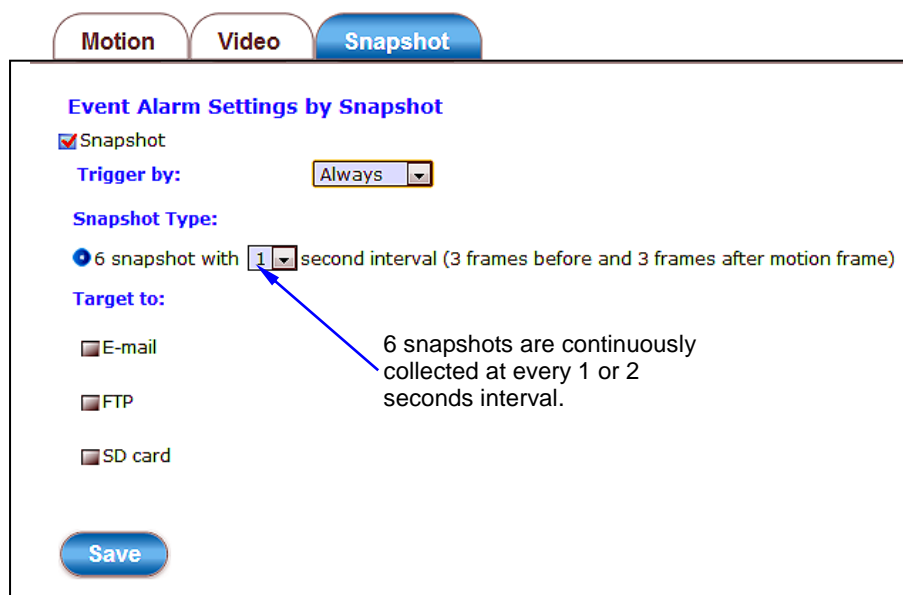 Motion Video Snapshot
Event Alarm Settings by Snapshot
Snapshot
Trigger by: Always
Snapshot Type:
6 snapshot with 1 second interval (3 frames before and 3 frames after motion frame)
Target to:
E-mail
6 snapshots are continuously
collected at every 1 or 2
seconds interval.
FTP
SD card
Save